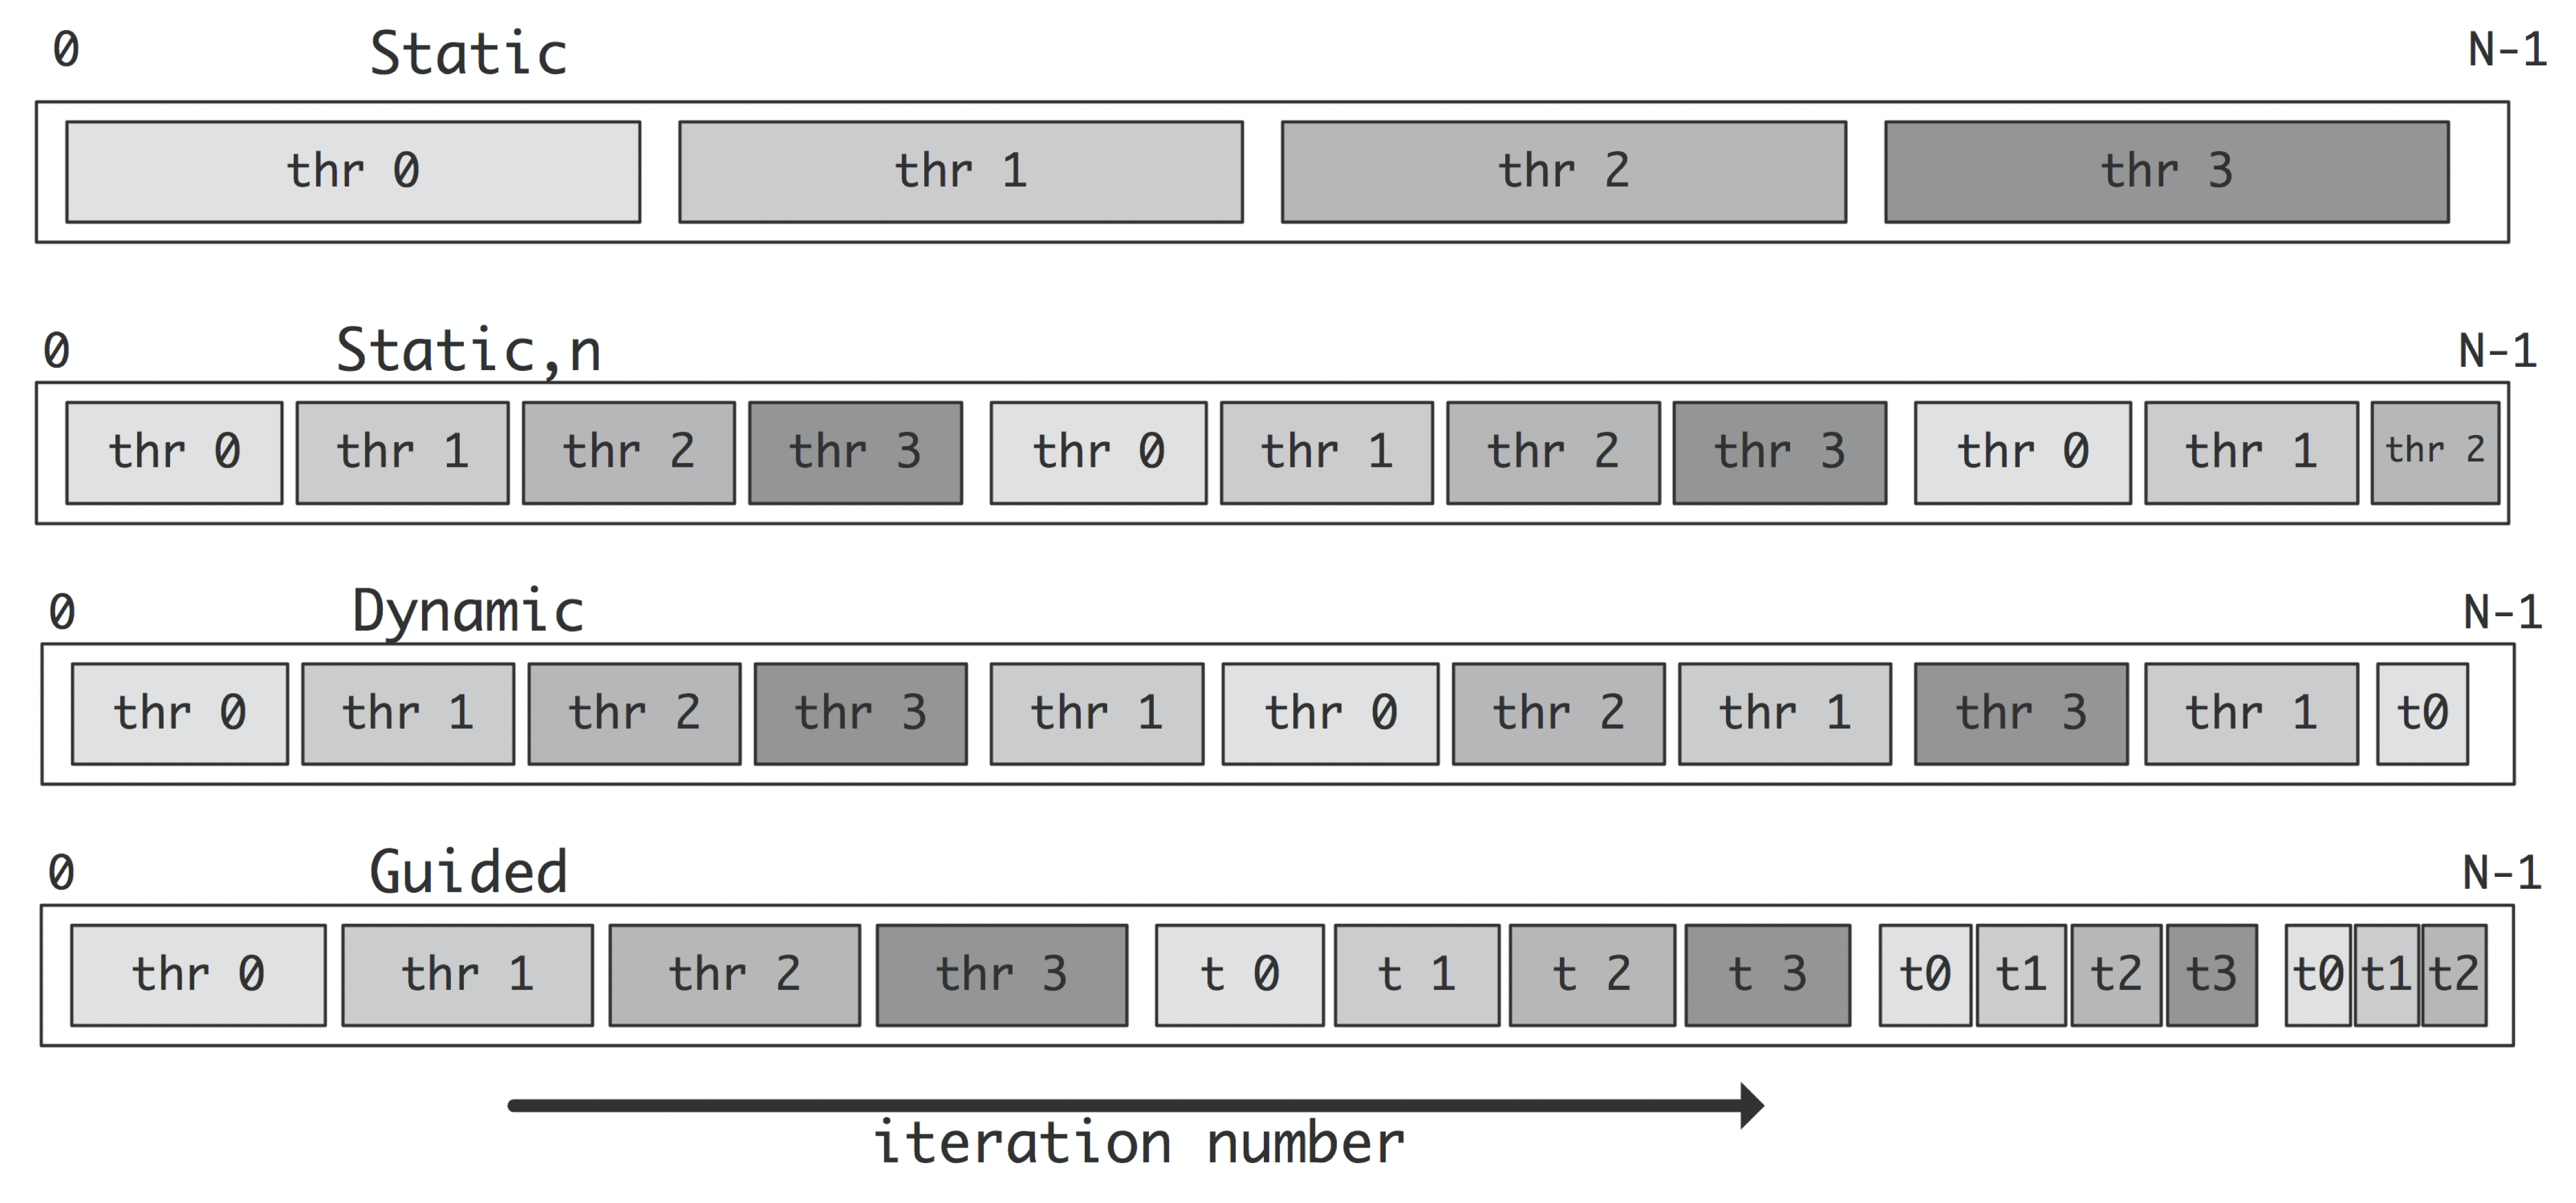 0 Static N-1
thr 0 thr 1 thr 2 thr 3
0 Static,n N-1
thr 0 thr 1 thr 2 thr 3 thr 0 thr 1 thr 2 thr 3 thr 0 thr 1 thr 2
0 Dynamic N-1
thr 0 thr 1 thr 2 thr 3 thr 1 thr 0 thr 2 thr 1 thr 3 thr 1 t0
0 Guided N-1
thr 0 thr 1 thr 2 thr 3 t 0 t 1 t 2 t 3 t0 t1 t2 t3 t0 t1 t2
iteration number